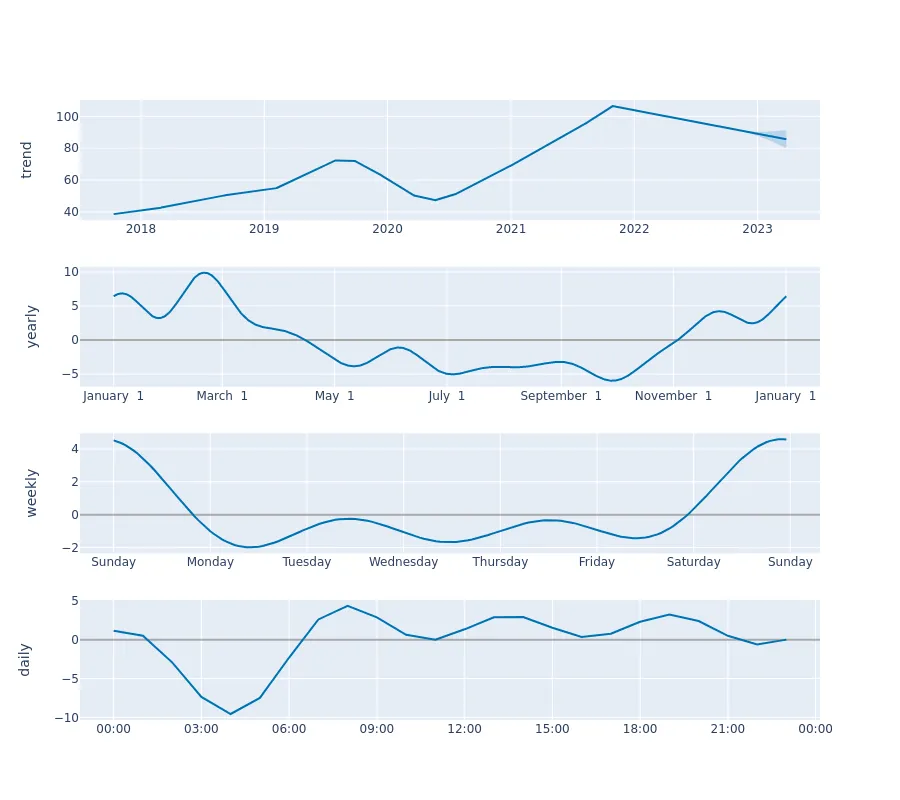 trend
100
80
60
40
2018 2019 2020 2021 2022 2023
yearly
10
5
0
−5
January 1 March 1 May 1 July 1 September 1 November 1 January 1
weekly
4
2
0
−2
Sunday Monday Tuesday Wednesday Thursday Friday Saturday Sunday
daily
5
0
−5
−10
00:00 03:00 06:00 09:00 12:00 15:00 18:00 21:00 00:00